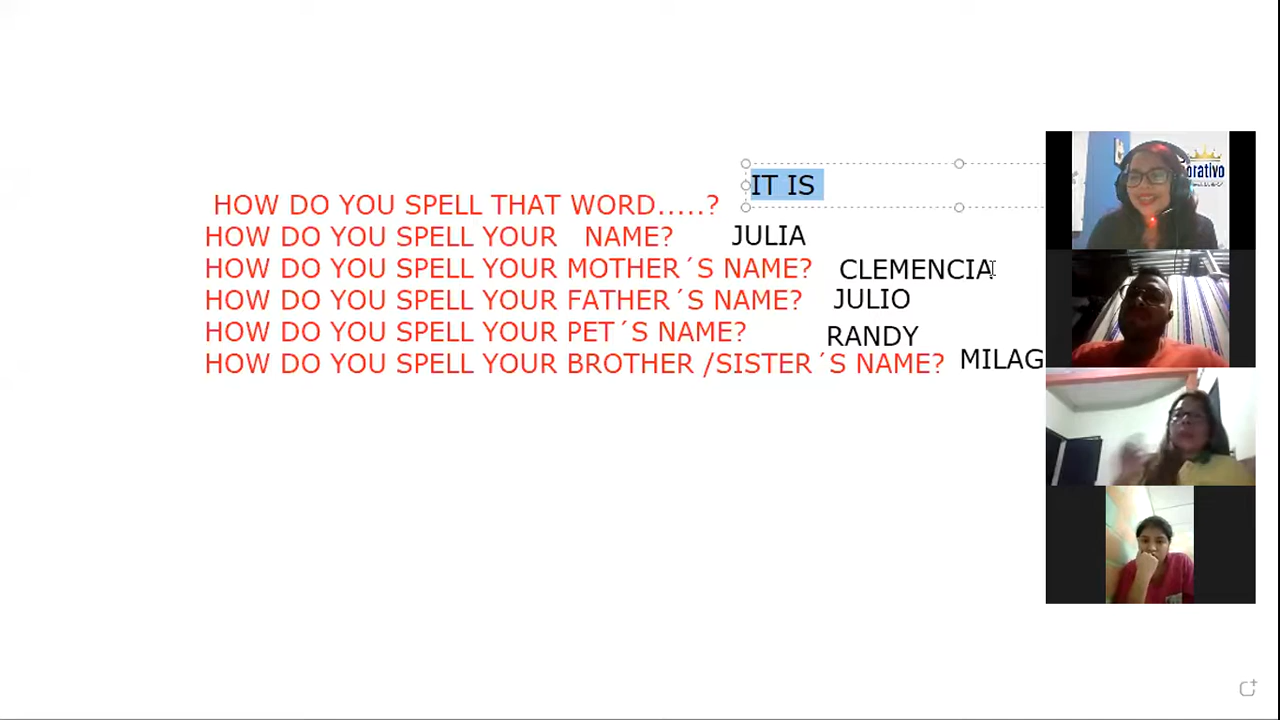 IT IS
HOW DO YOU SPELL THAT WORD.....?
HOW DO YOU SPELL YOUR NAME? JULIA
HOW DO YOU SPELL YOUR MOTHER´S NAME? CLEMENCIA
HOW DO YOU SPELL YOUR FATHER´S NAME? JULIO
HOW DO YOU SPELL YOUR PET´S NAME? RANDY
HOW DO YOU SPELL YOUR BROTHER /SISTER´S NAME? MILAG
orativo